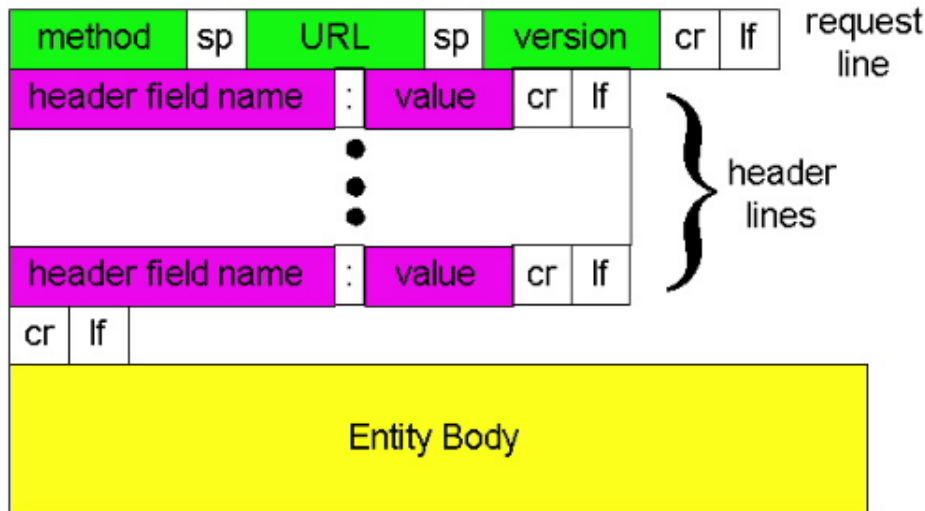 method sp URL sp version cr lf request line
header field name : value cr lf
header lines
header field name : value cr lf
cr lf
Entity Body